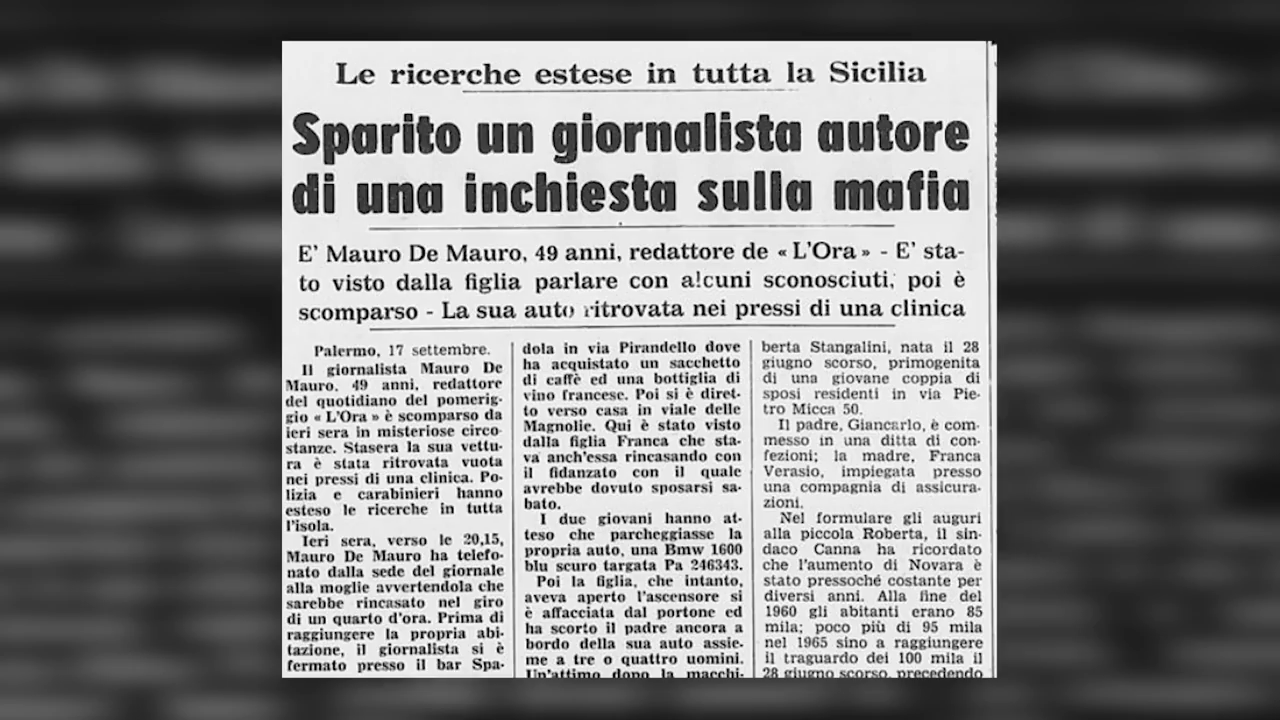 Le ricerche estese in tutta la Sicilia
Sparito un giornalista autore
di una inchiesta sulla mafia
E' Mauro De Mauro, 49 anni, redattore de « L'Ora » - E' sta-
to visto dalla figlia parlare con alcuni sconosciuti, poi è
scomparso - La sua auto ritrovata nei pressi di una clinica
Palermo, 17 settembre.
Il giornalista Mauro De
Mauro, 49 anni, redattore
del quotidiano del pomerig-
gio « L'Ora » è scomparso da
ieri sera in misteriose circo-
stanze. Stasera la sua vettu-
ra è stata ritrovata vuota
nei pressi di una clinica. Po-
lizia e carabinieri hanno
esteso le ricerche in tutta
l'isola.
Ieri sera, verso le 20,15,
Mauro De Mauro ha telefo-
nato dalla sede del giornale
alla moglie avvertendola che
sarebbe rincasato nel giro
di un quarto d'ora. Prima di
raggiungere la propria abi-
tazione, il giornalista si è
fermato presso il bar Spa-
dola in via Pirandello dove
ha acquistato un sacchetto
di caffè ed una bottiglia di
vino francese. Poi si è diret-
to verso casa in viale delle
Magnolie. Qui è stato visto
dalla figlia Franca che sta-
va anch'essa rincasando con
il fidanzato con il quale
avrebbe dovuto sposarsi sa-
bato.
I due giovani hanno at-
teso che parcheggiasse la
propria auto, una Bmw 1600
blu scuro targata Pa 246343.
Poi la figlia, che intanto,
aveva aperto l'ascensore si
è affacciata dal portone ed
ha scorto il padre ancora a
bordo della sua auto assie-
me a tre o quattro uomini.
Un'attimo dopo la macchi-
berta Stangalini, nata il 28
giugno scorso, primogenita
di una giovane coppia di
sposi residenti in via Pie-
tro Micca 50.
Il padre, Giancarlo, è com-
messo in una ditta di con-
fezioni; la madre, Franca
Verasio, impiegata presso
una compagnia di assicura-
zioni.
Nel formulare gli auguri
alla piccola Roberta, il sin-
daco Canna ha ricordato
che l'aumento di Novara è
stato pressoché costante per
diversi anni. Alla fine del
1960 gli abitanti erano 85
mila; poco più di 95 mila
nel 1965 sino a raggiungere
il traguardo dei 100 mila il
28 giugno scorso, precedendo